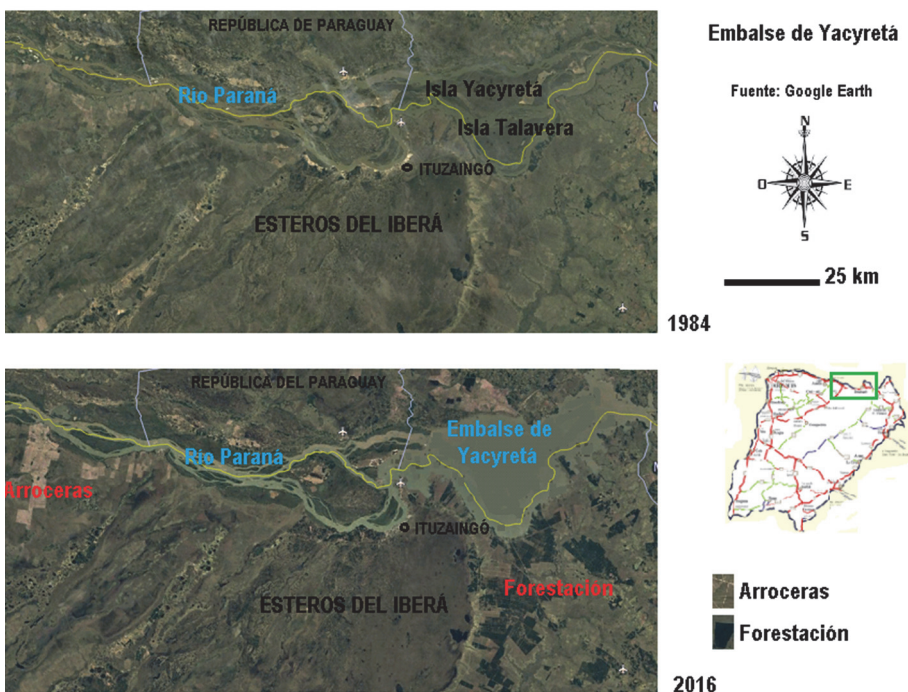 REPÚBLICA DE PARAGUAY
Río Paraná
Isla Yacyretá
Isla Talavera
ITUZAINGÓ
ESTEROS DEL IBERÁ
1984
Embalse de Yacyretá
Fuente: Google Earth
N
O
E
S
25 km
REPÚBLICA DEL PARAGUAY
Embalse de
Yacyretá
Río Paraná
Arroceras
ITUZAINGÓ
Forestación
ESTEROS DEL IBERÁ
2016
Arroceras
Forestación